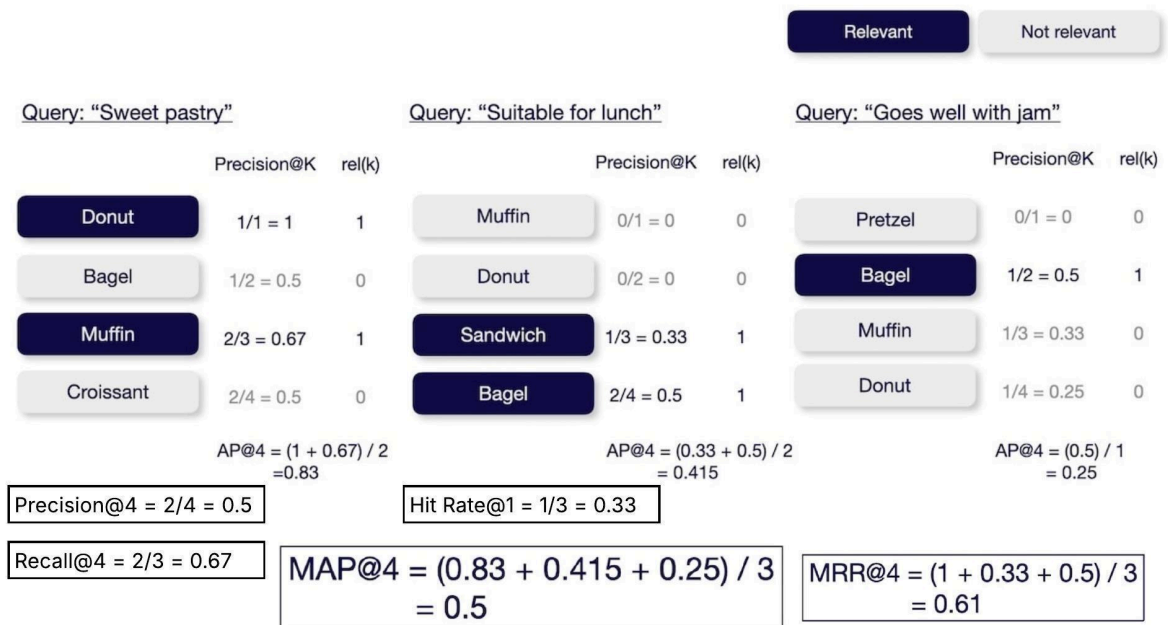 Relevant
Not relevant
Query: “Sweet pastry”
Precision@K rel(k)
Donut 1/1 = 1 1
Bagel 1/2 = 0.5 0
Muffin 2/3 = 0.67 1
Croissant 2/4 = 0.5 0
AP@4 = (1 + 0.67) / 2
=0.83
Precision@4 = 2/4 = 0.5
Recall@4 = 2/3 = 0.67
Query: “Suitable for lunch”
Precision@K rel(k)
Muffin 0/1 = 0 0
Donut 0/2 = 0 0
Sandwich 1/3 = 0.33 1
Bagel 2/4 = 0.5 1
AP@4 = (0.33 + 0.5) / 2
= 0.415
Hit Rate@1 = 1/3 = 0.33
Query: “Goes well with jam”
Precision@K rel(k)
Pretzel 0/1 = 0 0
Bagel 1/2 = 0.5 1
Muffin 1/3 = 0.33 0
Donut 1/4 = 0.25 0
AP@4 = (0.5) / 1
= 0.25
MAP@4 = (0.83 + 0.415 + 0.25) / 3
= 0.5
MRR@4 = (1 + 0.33 + 0.5) / 3
= 0.61